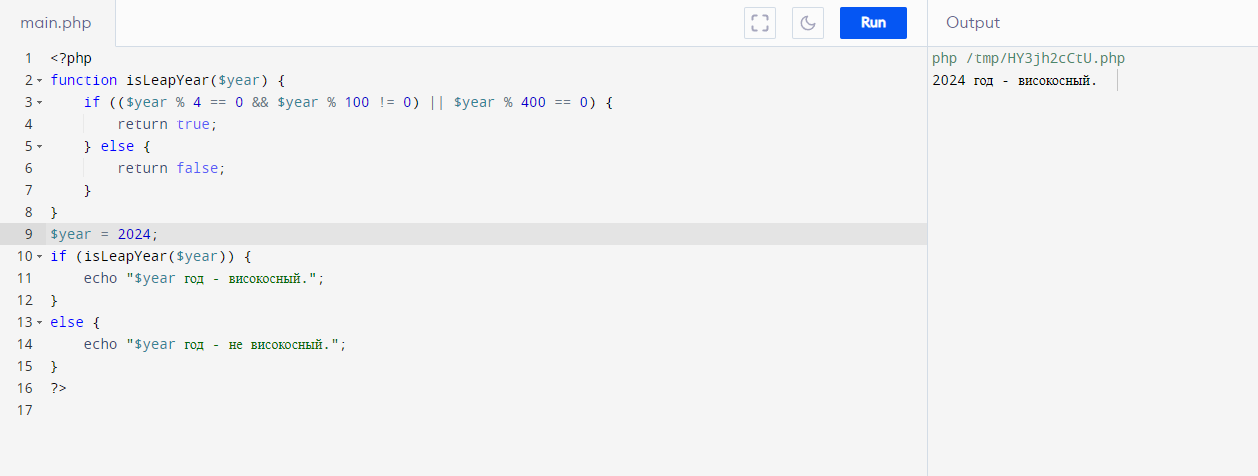 main.php
Run
Output
1 <?php
2 function isLeapYear($year) {
3 if (($year % 4 == 0 && $year % 100 != 0) || $year % 400 == 0) {
4 return true;
5 } else {
6 return false;
7 }
8 }
9 $year = 2024;
10 if (isLeapYear($year)) {
11 echo "$year год - високосный.";
12 }
13 else {
14 echo "$year год - не високосный.";
15 }
16 ?>
17
php /tmp/HY3jh2cCtU.php
2024 год - високосный.